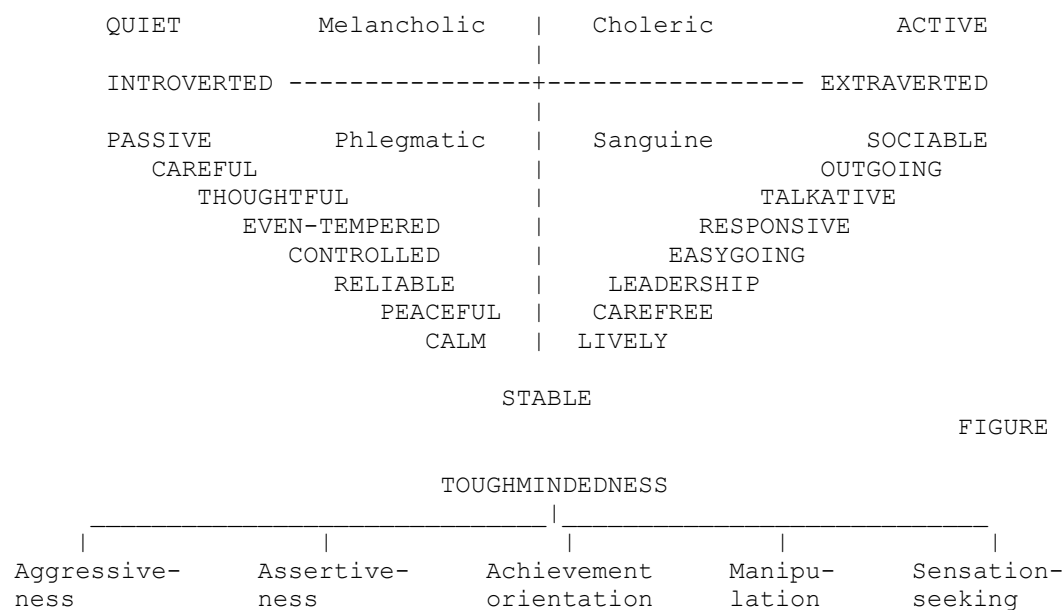 QUIET Melancholic | Choleric ACTIVE
|
INTROVERTED ----------------+----------------- EXTRAVERTED
|
PASSIVE Phlegmatic | Sanguine SOCIABLE
CAREFUL | OUTGOING
THOUGHTFUL | TALKATIVE
EVEN-TEMPERED | RESPONSIVE
CONTROLLED | EASYGOING
RELIABLE | LEADERSHIP
PEACEFUL | CAREFREE
CALM | LIVELY
STABLE
FIGURE
TOUGHMINDEDNESS
Aggressive- Assertive- Achievement Manipu- Sensation-
ness ness orientation lation seeking